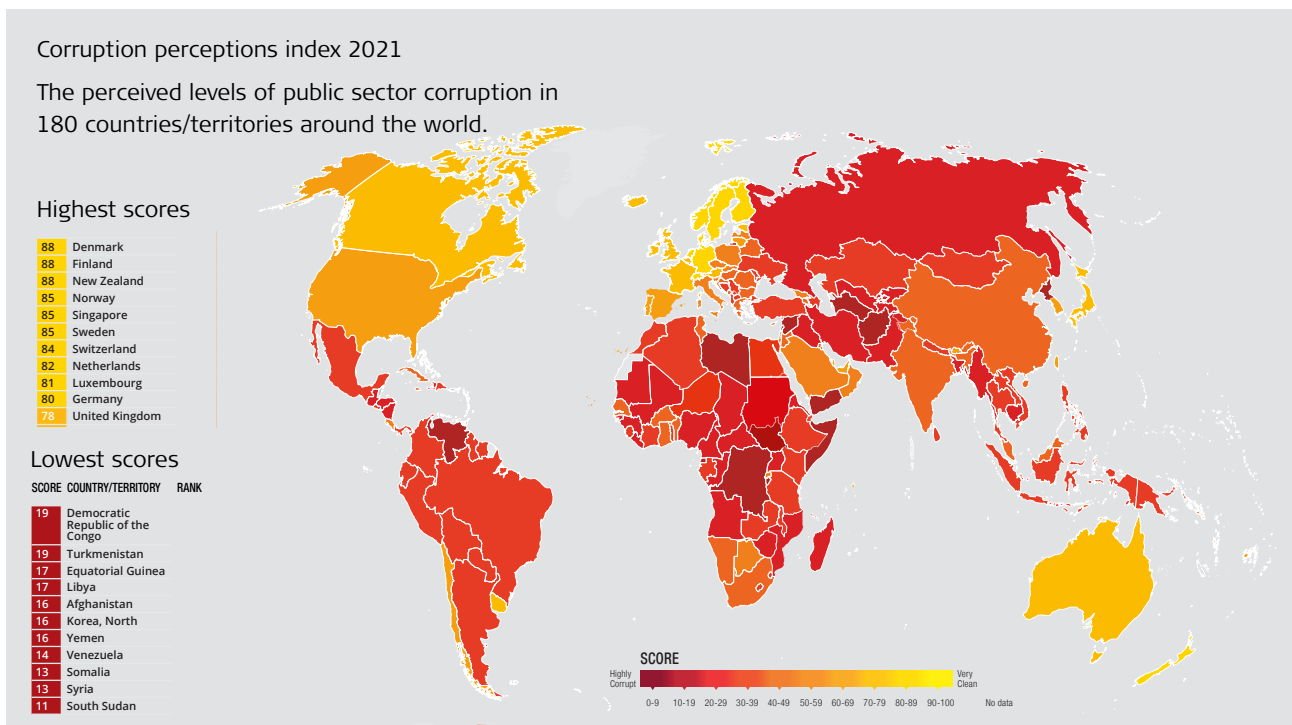 Corruption perceptions index 2021
The perceived levels of public sector corruption in
180 countries/territories around the world.
Highest scores
88 Denmark
88 Finland
88 New Zealand
85 Norway
85 Singapore
85 Sweden
84 Switzerland
82 Netherlands
81 Luxembourg
80 Germany
78 United Kingdom
Lowest scores
SCORE COUNTRY/TERRITORY RANK
19 Democratic
Republic of the
Congo
19 Turkmenistan
17 Equatorial Guinea
17 Libya
16 Afghanistan
16 Korea, North
16 Yemen
14 Venezuela
13 Somalia
13 Syria
11 South Sudan
SCORE
Highly
Corrupt
Very
Clean
0-9 10-19 20-29 30-39 40-49 50-59 60-69 70-79 80-89 90-100 No data